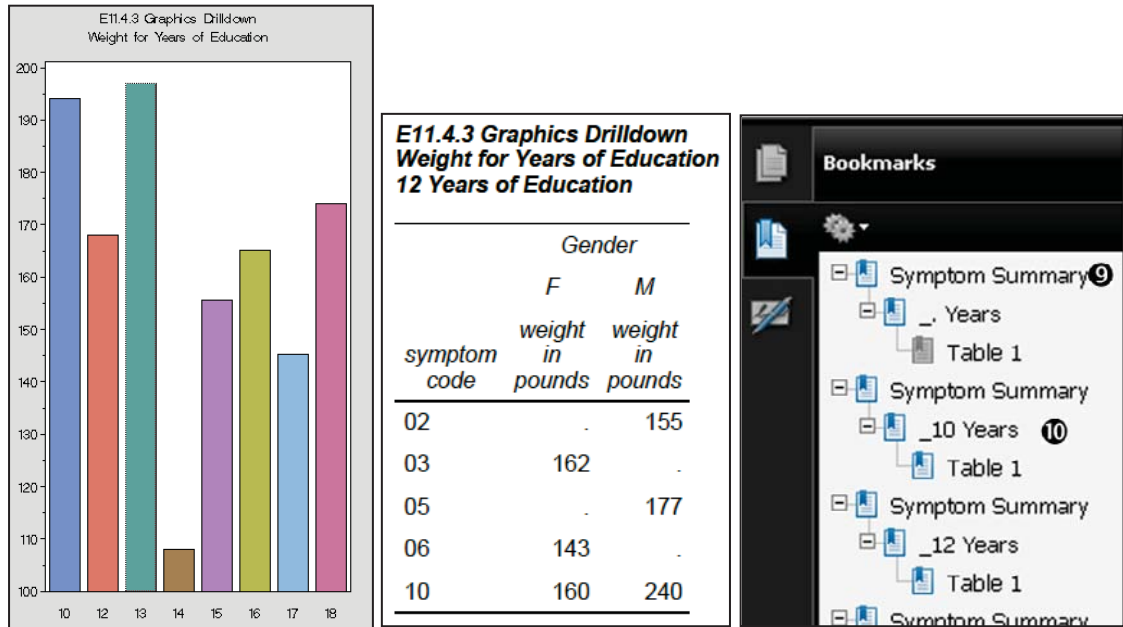 E11.4.3 Graphics Drilldown
Weight for Years of Education
200
190
180
170
160
150
140
130
120
110
100
10 12 13 14 15 16 17 18
E11.4.3 Graphics Drilldown
Weight for Years of Education
12 Years of Education
Gender
F M
weight weight
in in
symptom code pounds pounds
02 . 155
03 162 .
05 . 177
06 143 .
10 160 240
Bookmarks
Symptom Summary ❾
_. Years
Table 1
Symptom Summary
_10 Years ❿
Table 1
Symptom Summary
_12 Years
Table 1
Symptom Summary